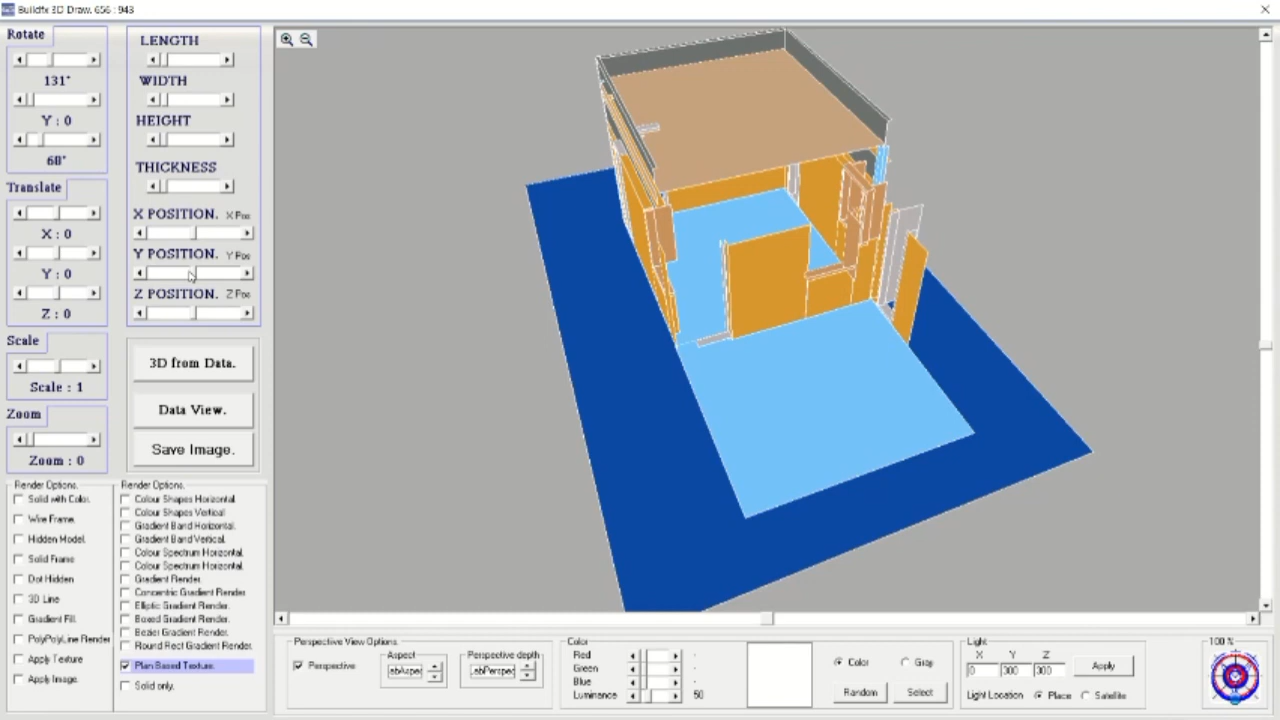 Buildfx 3D Draw. 656 : 943
Rotate
131°
Y : 0
60°
Translate
X : 0
Y : 0
Z : 0
Scale
Scale : 1
Zoom
Zoom : 0
LENGTH
WIDTH
HEIGHT
THICKNESS
X POSITION. X Pos
Y POSITION. Y Pos
Z POSITION. Z Pos
3D from Data.
Data View.
Save Image.
Render Options.
Solid with Color.
Wire Frame.
Hidden Model.
Solid Frame
Dot Hidden
3D Line
Gradient Fill.
PolyPolyLine Render
Apply Texture
Apply Image.
Render Options.
Colour Shapes Horizontal.
Colour Shapes Vertical
Gradient Band Horizontal.
Gradient Band Vertical.
Colour Spectrum Horizontal.
Colour Spectrum Horizontal.
Gradient Render.
Concentric Gradient Render
Elliptic Gradient Render.
Boxed Gradient Render.
Bezier Gradient Render.
Round Rect Gradient Render.
Plan Based Texture.
Solid only.
Perspective View Options.
Perspective
Aspect
Perspective depth
Color
Red
Green
Blue
Luminance 50
Color
Gray
Random
Select
Light
X Y Z
0 300 300
Apply
Light Location
Place
Satellite
100 %